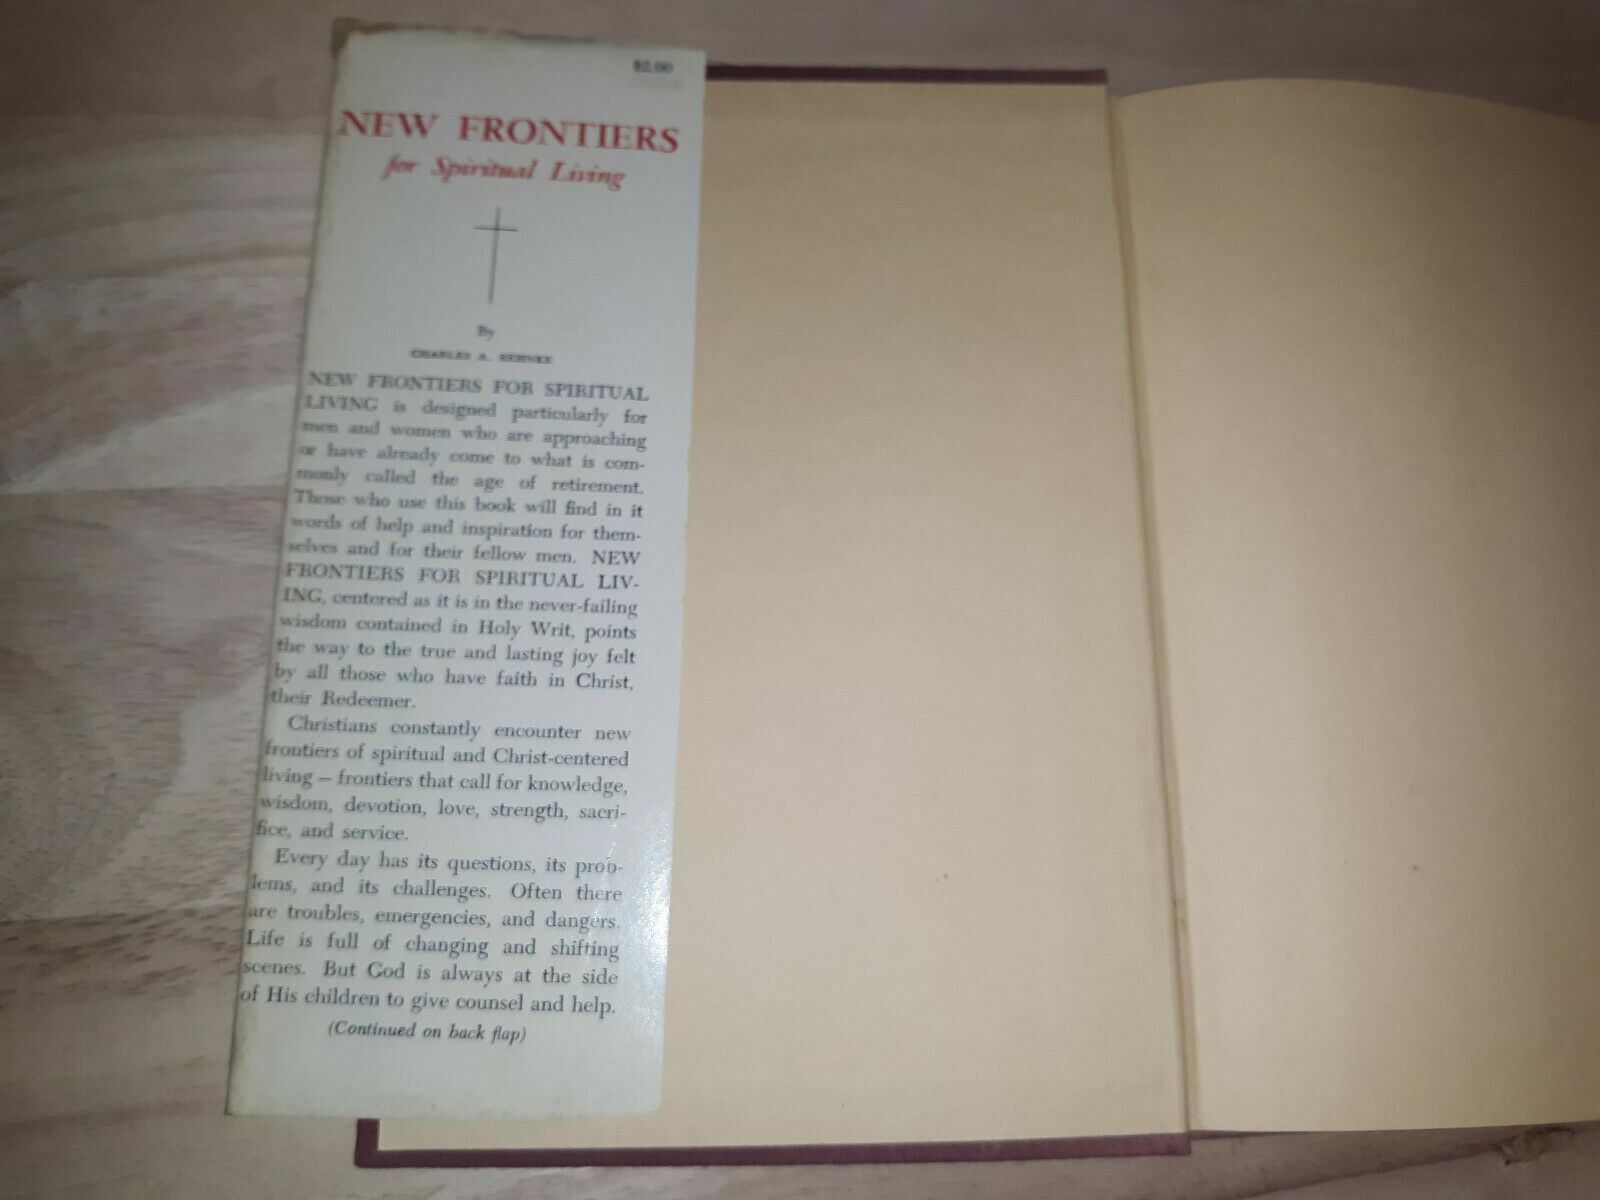 $2.00
NEW FRONTIERS
for Spiritual Living
By
CHARLES A. BEHNKE
NEW FRONTIERS FOR SPIRITUAL
LIVING is designed particularly for
men and women who are approaching
or have already come to what is com-
monly called the age of retirement.
Those who use this book will find in it
words of help and inspiration for them-
selves and for their fellow men. NEW
FRONTIERS FOR SPIRITUAL LIV-
ING, centered as it is in the never-failing
wisdom contained in Holy Writ, points
the way to the true and lasting joy felt
by all those who have faith in Christ,
their Redeemer.
Christians constantly encounter new
frontiers of spiritual and Christ-centered
living – frontiers that call for knowledge,
wisdom, devotion, love, strength, sacri-
fice, and service.
Every day has its questions, its prob-
lems, and its challenges. Often there
are troubles, emergencies, and dangers.
Life is full of changing and shifting
scenes. But God is always at the side
of His children to give counsel and help.
(Continued on back flap)